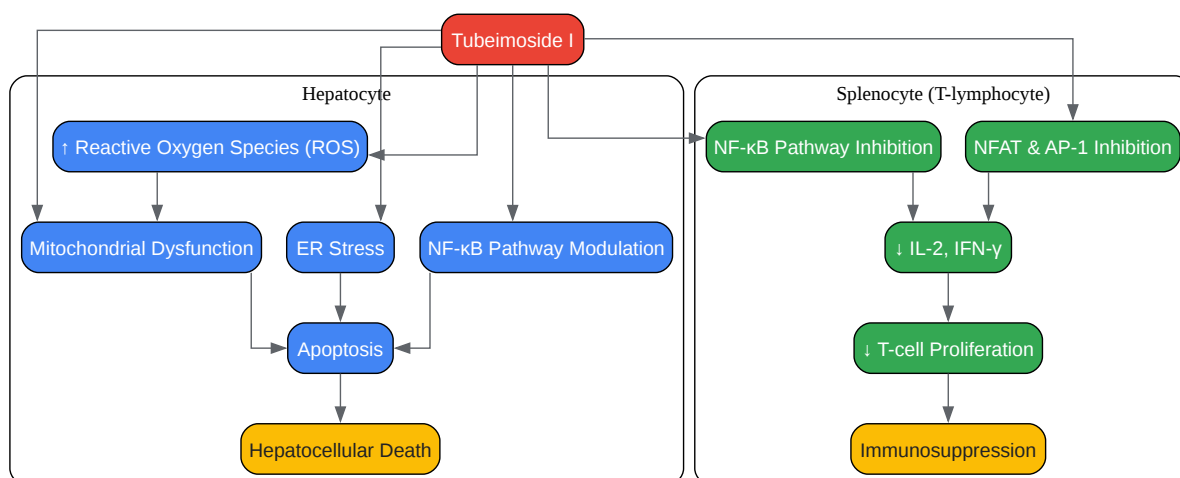 Tubeimoside I
Hepatocyte
↑ Reactive Oxygen Species (ROS)
Mitochondrial Dysfunction
ER Stress
NF-κB Pathway Modulation
Apoptosis
Hepatocellular Death
Splenocyte (T-lymphocyte)
NF-κB Pathway Inhibition
NFAT & AP-1 Inhibition
↓ IL-2, IFN-γ
↓ T-cell Proliferation
Immunosuppression